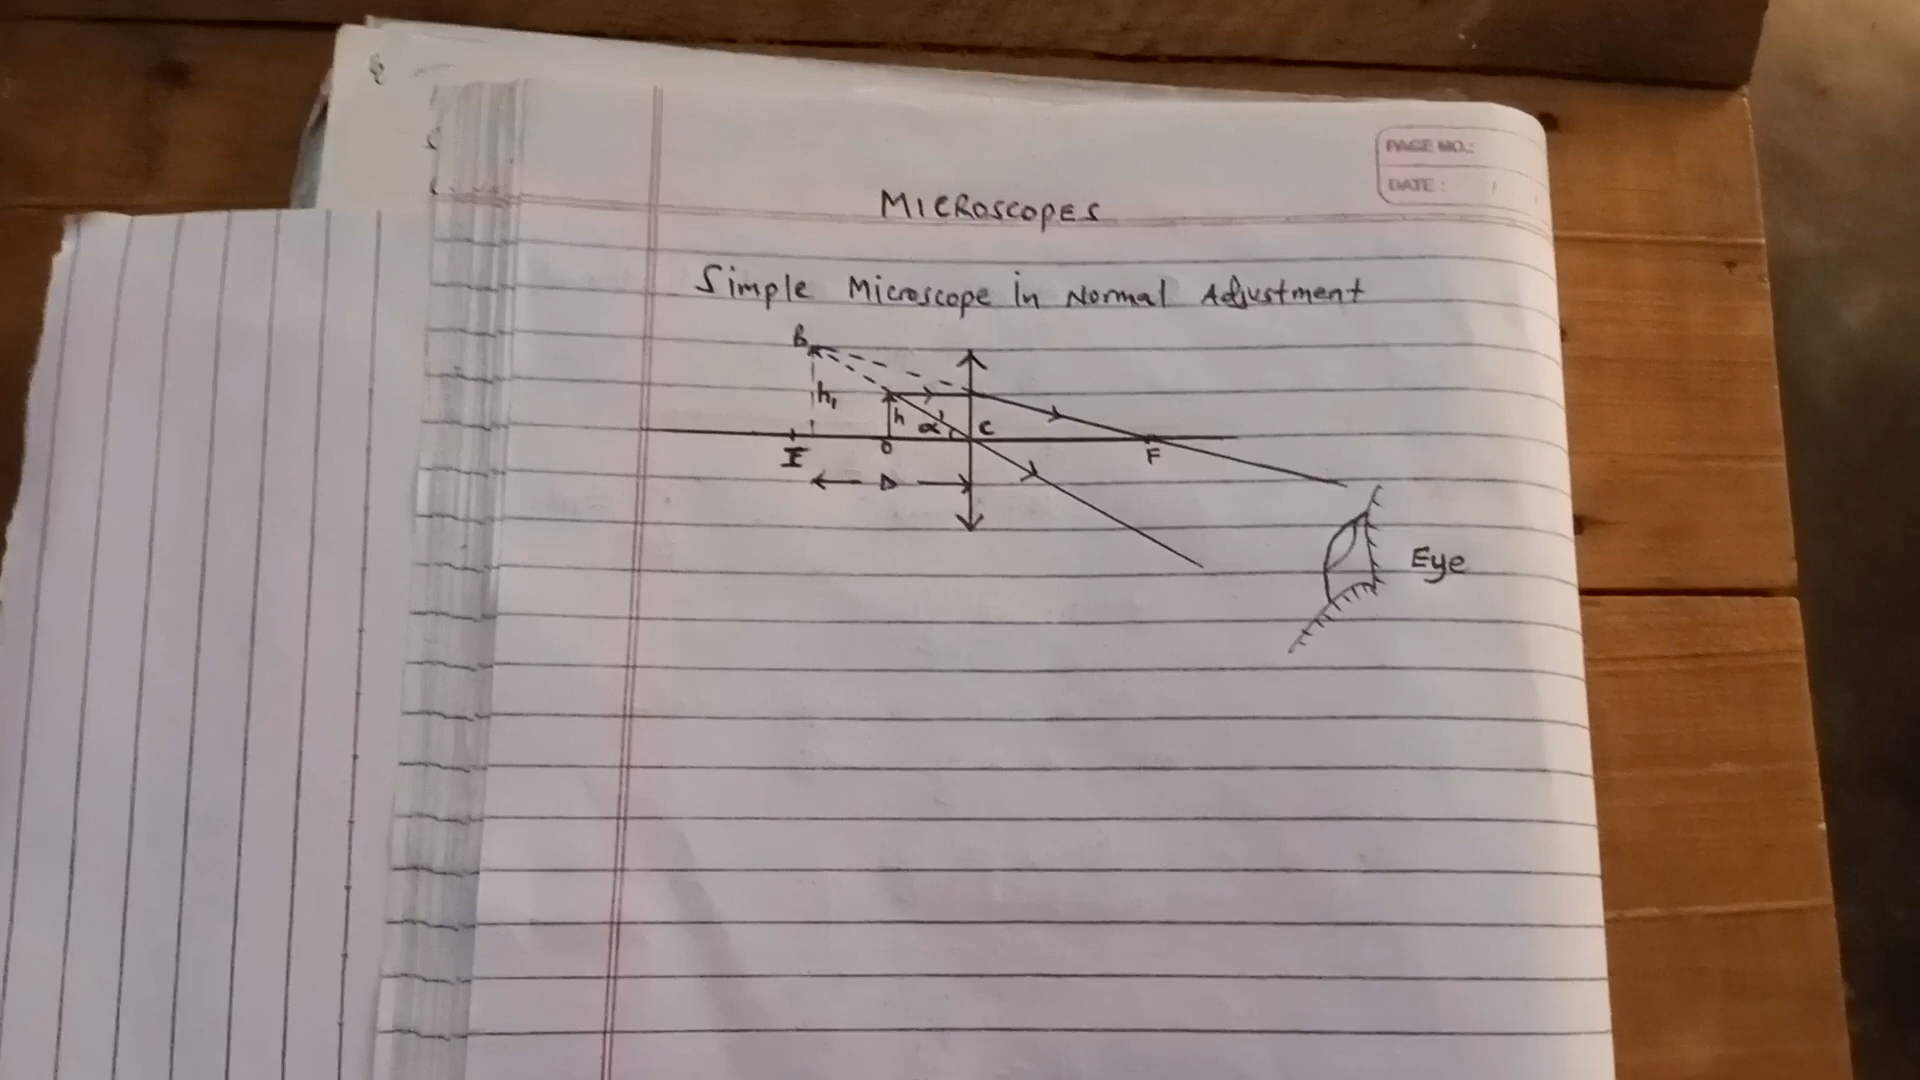 PAGE NO.:
DATE :
MICROSCOPES
Simple Microscope in Normal Adjustment
B
h₁
h
α'
C
I
O
F
D
Eye